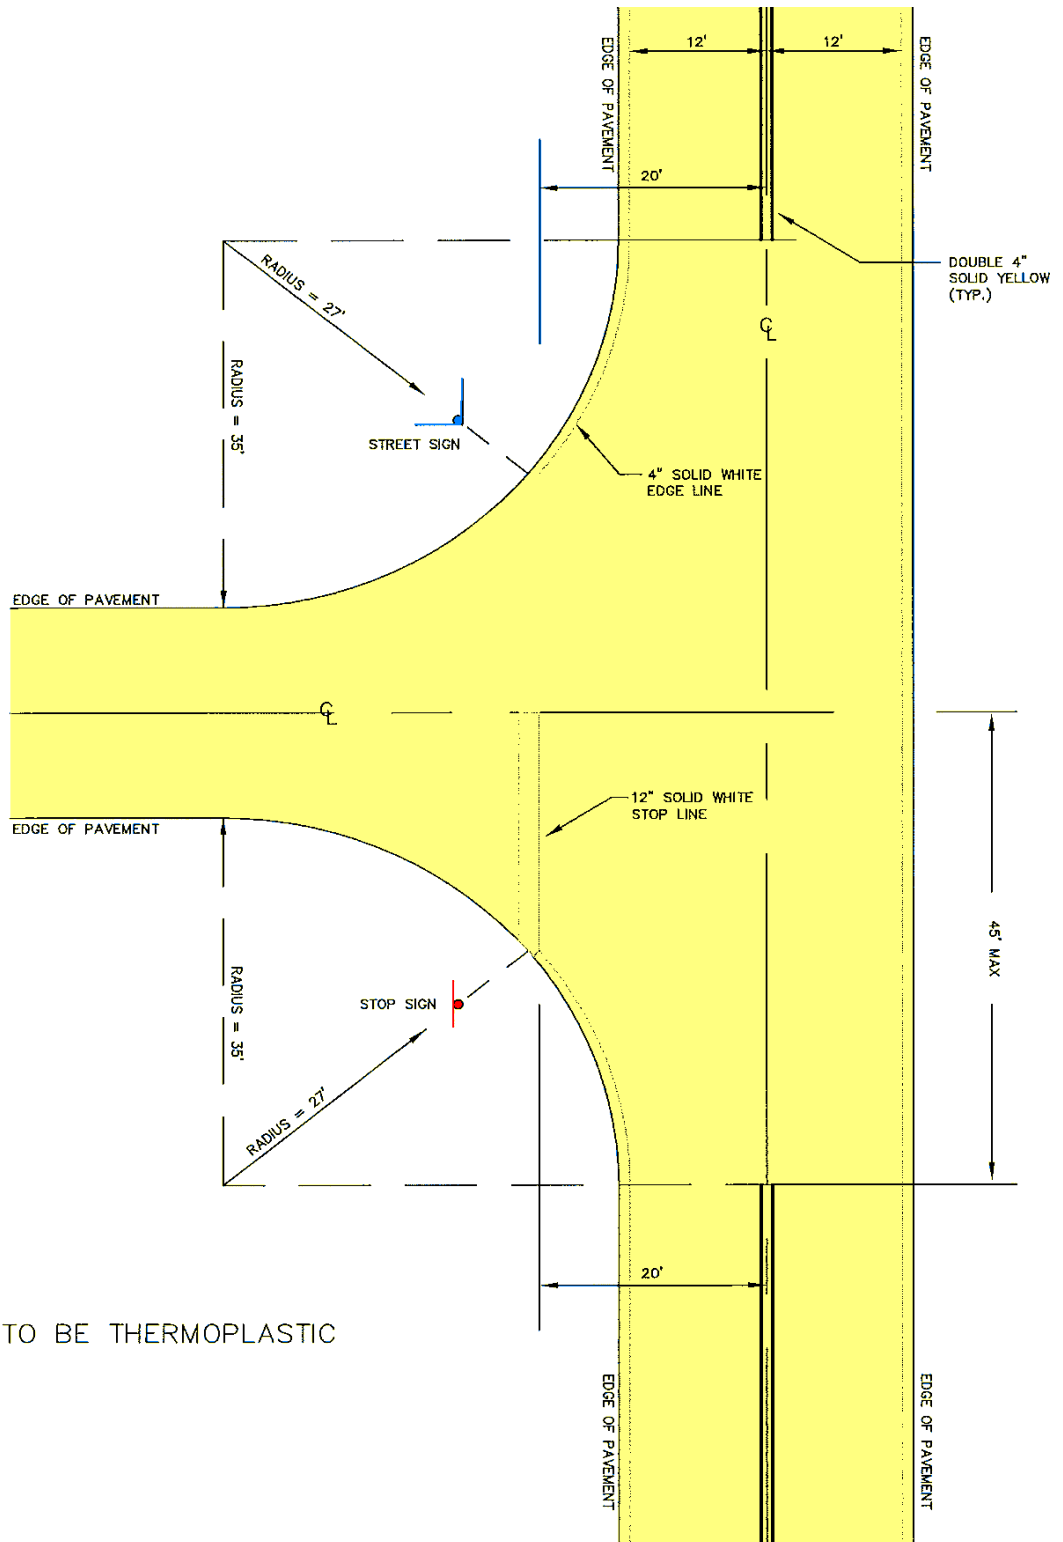 EDGE OF PAVEMENT
12'
12'
EDGE OF PAVEMENT
20'
DOUBLE 4"
SOLID YELLOW
(TYP.)
RADIUS = 27'
℄
RADIUS = 35'
STREET SIGN
4" SOLID WHITE
EDGE LINE
EDGE OF PAVEMENT
℄
12" SOLID WHITE
STOP LINE
EDGE OF PAVEMENT
45' MAX
RADIUS = 35'
STOP SIGN
RADIUS = 27'
20'
TO BE THERMOPLASTIC
EDGE OF PAVEMENT
EDGE OF PAVEMENT